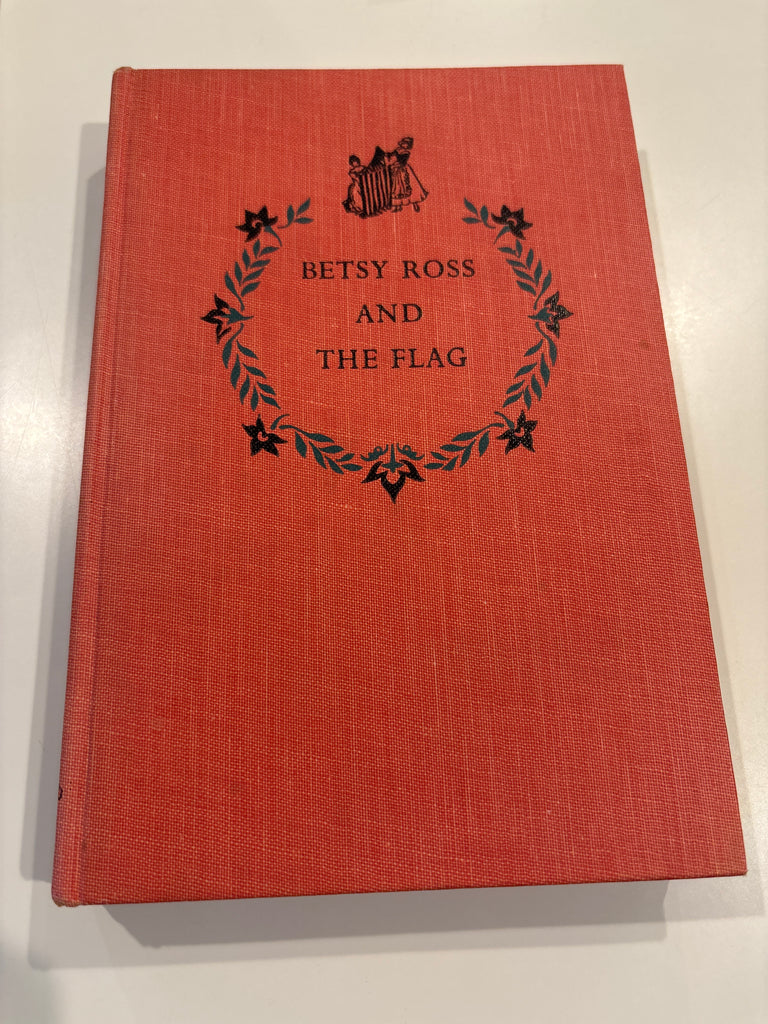 BETSY ROSS
AND
THE FLAG